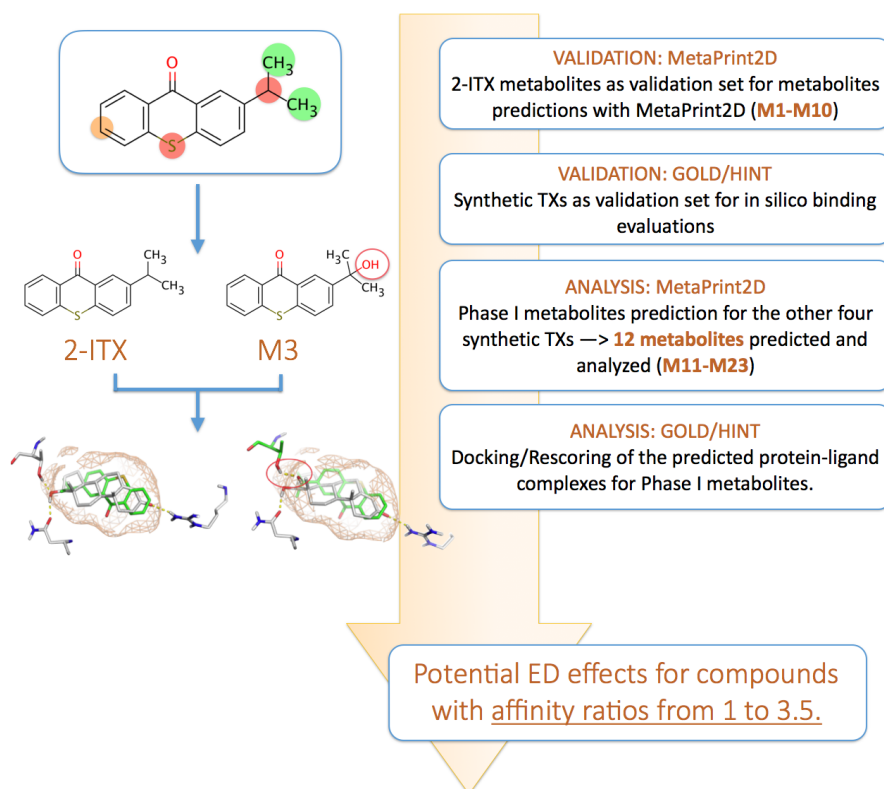 O
CH3
CH3
S
O
CH3
CH3
S
2-ITX
O
H3C
OH
CH3
S
M3
VALIDATION: MetaPrint2D
2-ITX metabolites as validation set for metabolites
predictions with MetaPrint2D (M1-M10)
VALIDATION: GOLD/HINT
Synthetic TXs as validation set for in silico binding
evaluations
ANALYSIS: MetaPrint2D
Phase I metabolites prediction for the other four
synthetic TXs —> 12 metabolites predicted and
analyzed (M11-M23)
ANALYSIS: GOLD/HINT
Docking/Rescoring of the predicted protein-ligand
complexes for Phase I metabolites.
Potential ED effects for compounds
with affinity ratios from 1 to 3.5.